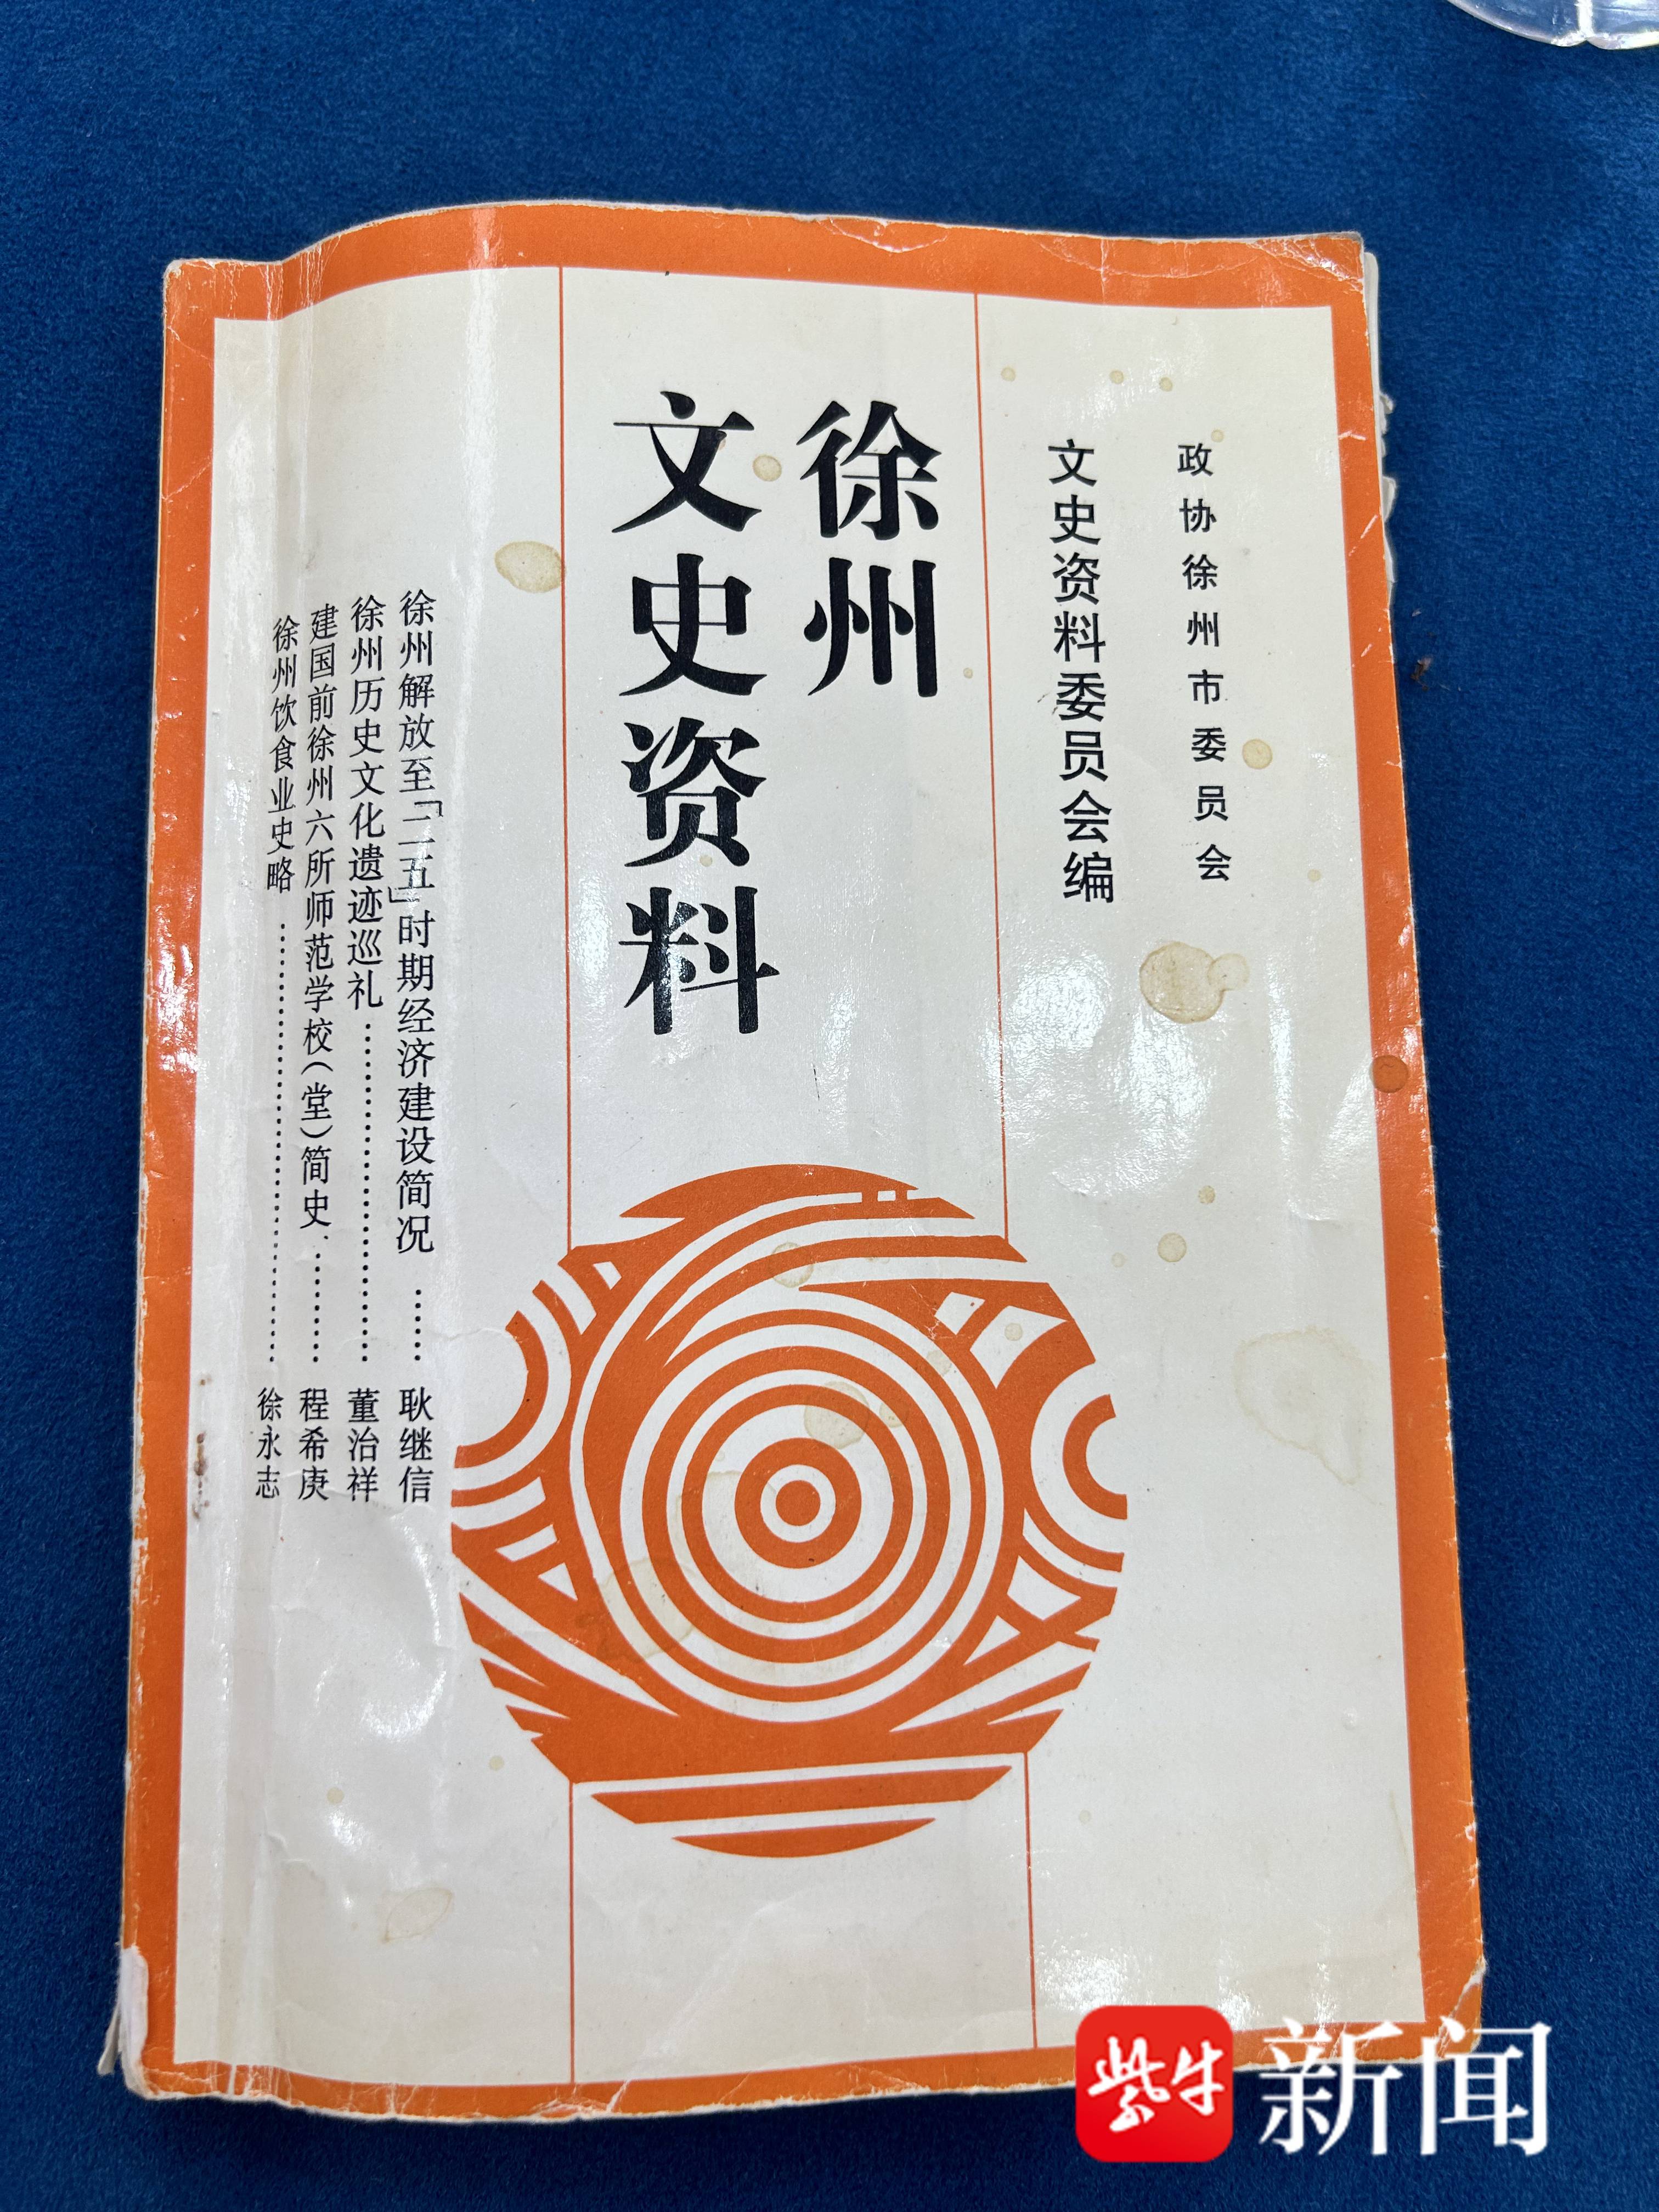 政协徐州市委员会
文史资料委员会编
徐州
文史资料
徐州解放至「二五」时期经济建设简况……耿继信
徐州历史文化遗迹巡礼……………………董治祥
建国前徐州六所师范学校(堂)简史………程希庚
徐州饮食业史略……………………………徐永志
紫牛新闻